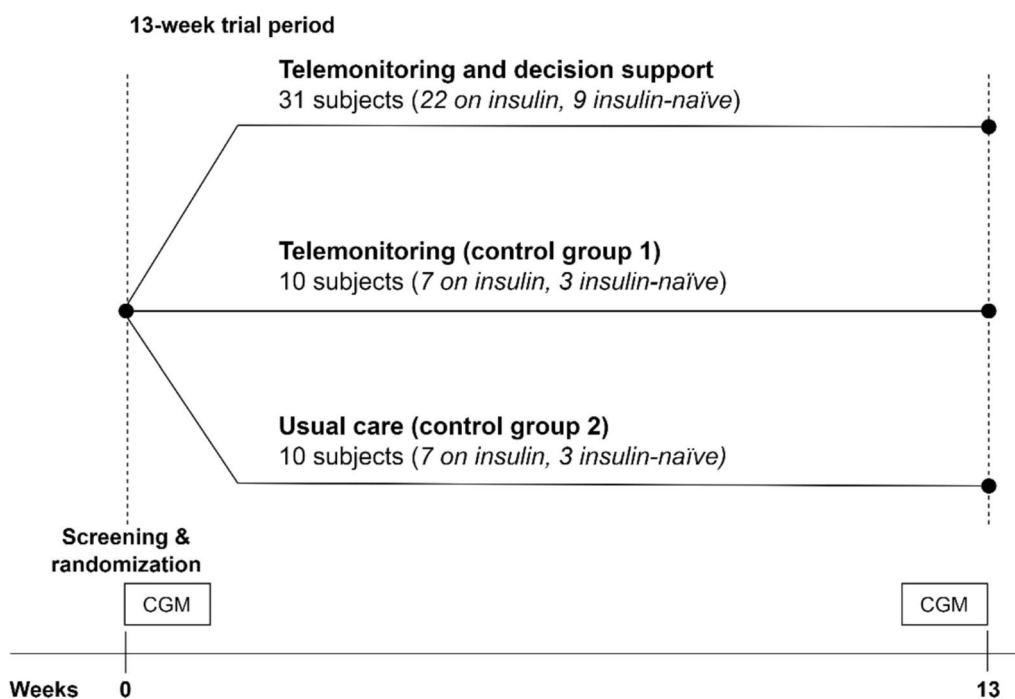 13-week trial period
Telemonitoring and decision support
31 subjects (22 on insulin, 9 insulin-naïve)
Telemonitoring (control group 1)
10 subjects (7 on insulin, 3 insulin-naïve)
Usual care (control group 2)
10 subjects (7 on insulin, 3 insulin-naïve)
Screening &
randomization
CGM
CGM
Weeks 0 13